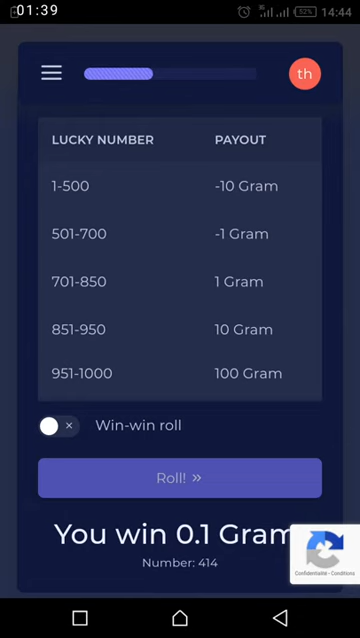 01:39
3G 52% 14:44
th
LUCKY NUMBER PAYOUT
1-500 -10 Gram
501-700 -1 Gram
701-850 1 Gram
851-950 10 Gram
951-1000 100 Gram
Win-win roll
Roll! »
You win 0.1 Gram
Number: 414
Confidentialité - Conditions